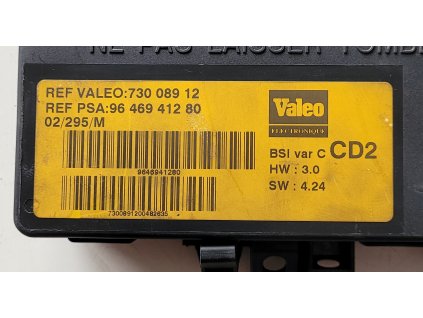 NE PAS LAISSER TOMBE
REF VALEO:730 089 12
REF PSA:96 469 412 80
02/295/M
9646941280
7300891200482635
Valeo
ELECTRONIQUE
BSI var C CD2
HW : 3.0
SW : 4.24